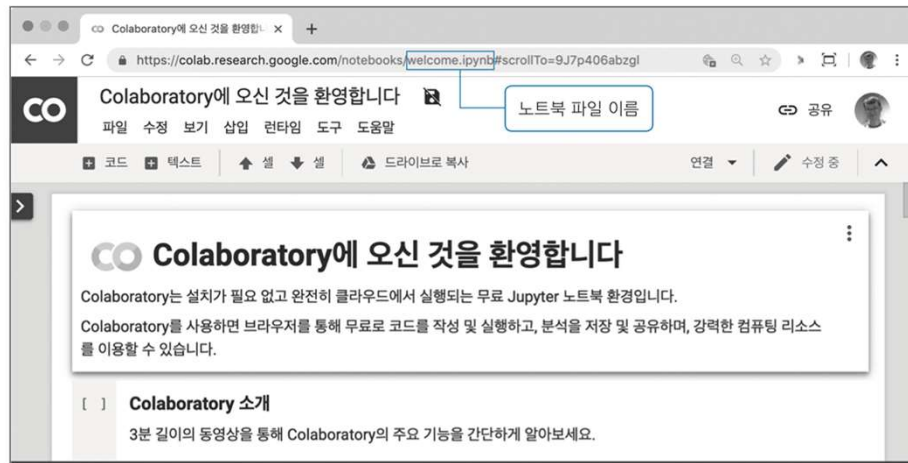 Colaboratory에 오신 것을 환영합니
https://colab.research.google.com/notebooks/welcome.ipynb#scrollTo=9J7p406abzgl
CO Colaboratory에 오신 것을 환영합니다
노트북 파일 이름
공유
파일 수정 보기 삽입 런타임 도구 도움말
코드 텍스트 셀 셀 드라이브로 복사 연결 수정 중
CO Colaboratory에 오신 것을 환영합니다
Colaboratory는 설치가 필요 없고 완전히 클라우드에서 실행되는 무료 Jupyter 노트북 환경입니다.
Colaboratory를 사용하면 브라우저를 통해 무료로 코드를 작성 및 실행하고, 분석을 저장 및 공유하며, 강력한 컴퓨팅 리소스
를 이용할 수 있습니다.
[ ] Colaboratory 소개
3분 길이의 동영상을 통해 Colaboratory의 주요 기능을 간단하게 알아보세요.